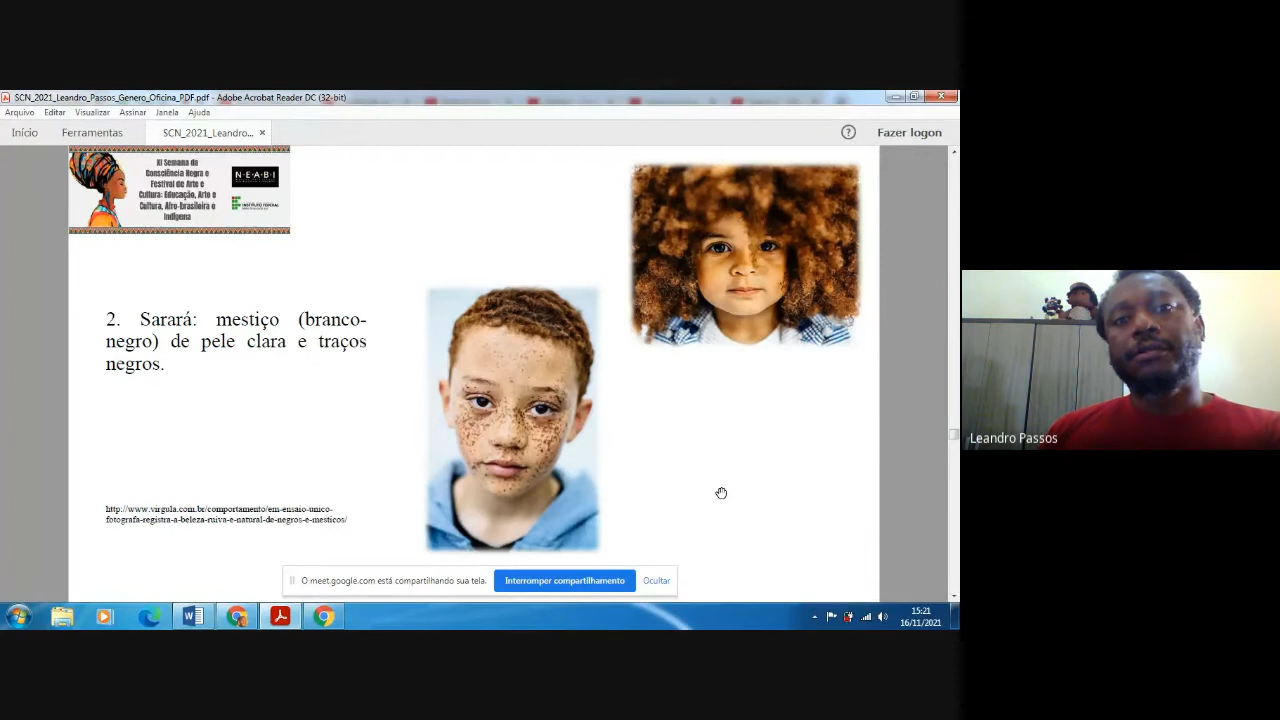 SCN_2021_Leandro_Passos_Genero_Oficina_PDF.pdf - Adobe Acrobat Reader DC (32-bit)
Arquivo Editar Visualizar Assinar Janela Ajuda
Início Ferramentas SCN_2021_Leandro... × ? Fazer logon
XI Semana da
Consciência Negra e
Festival de Arte e
Cultura: Educação, Arte e
Cultura, Afro-brasileira e
Indígena
N·E·A·B·I
INSTITUTO FEDERAL
2. Sarará: mestiço (branco-
negro) de pele clara e traços
negros.
http://www.virgula.com.br/comportamento/em-ensaio-unico-
fotografa-registra-a-beleza-ruiva-e-natural-de-negros-e-mesticos/
Leandro Passos
O meet.google.com está compartilhando sua tela. Interromper compartilhamento Ocultar
15:21
16/11/2021